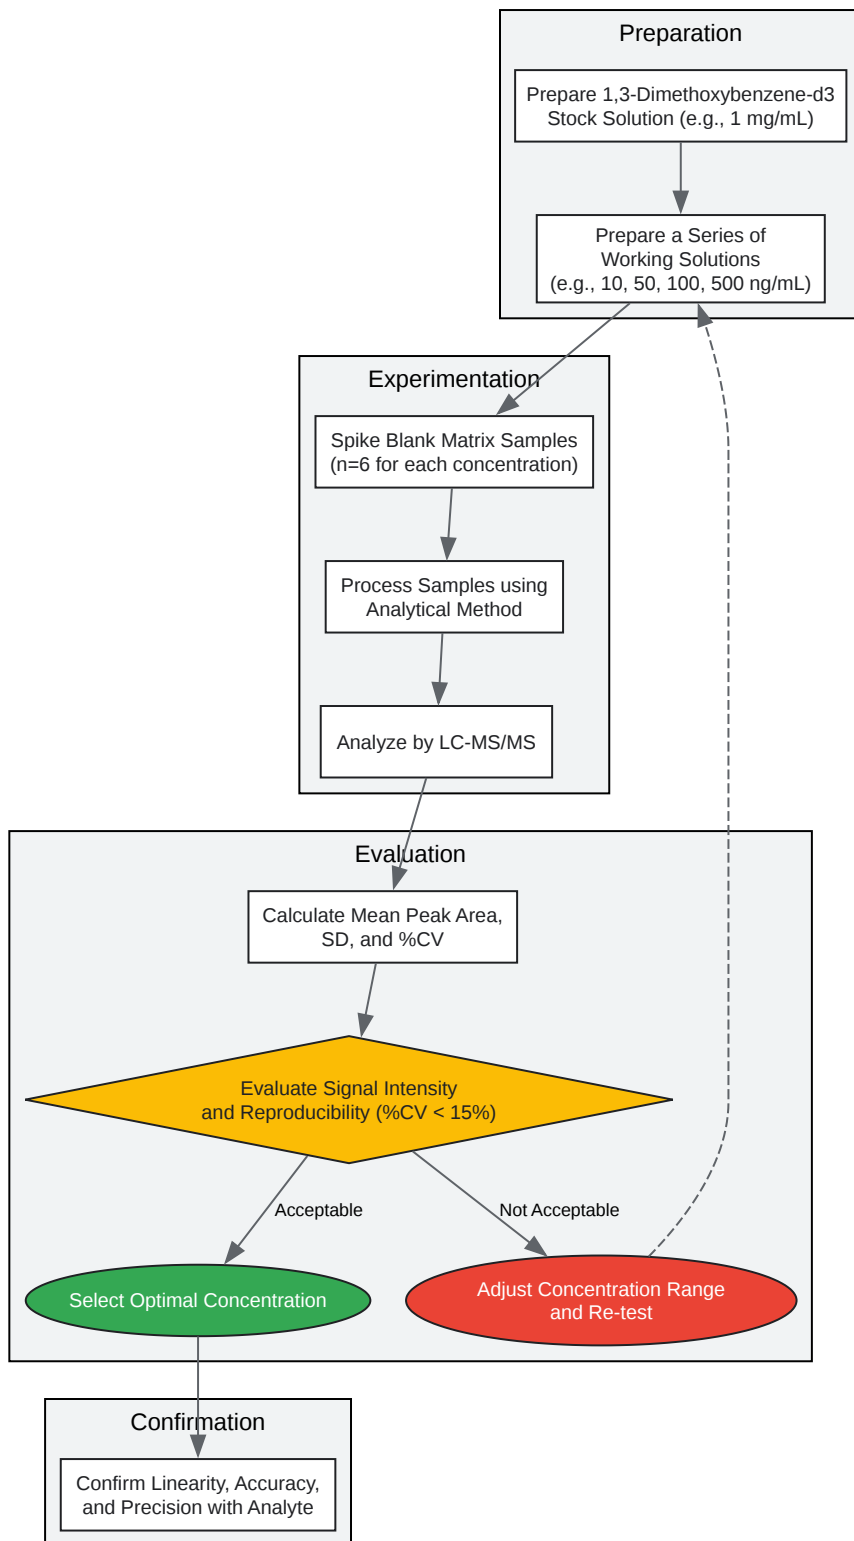 Preparation
Prepare 1,3-Dimethoxybenzene-d3
Stock Solution (e.g., 1 mg/mL)
Prepare a Series of
Working Solutions
(e.g., 10, 50, 100, 500 ng/mL)
Experimentation
Spike Blank Matrix Samples
(n=6 for each concentration)
Process Samples using
Analytical Method
Analyze by LC-MS/MS
Evaluation
Calculate Mean Peak Area,
SD, and %CV
Evaluate Signal Intensity
and Reproducibility (%CV < 15%)
Acceptable
Not Acceptable
Select Optimal Concentration
Adjust Concentration Range
and Re-test
Confirmation
Confirm Linearity, Accuracy,
and Precision with Analyte